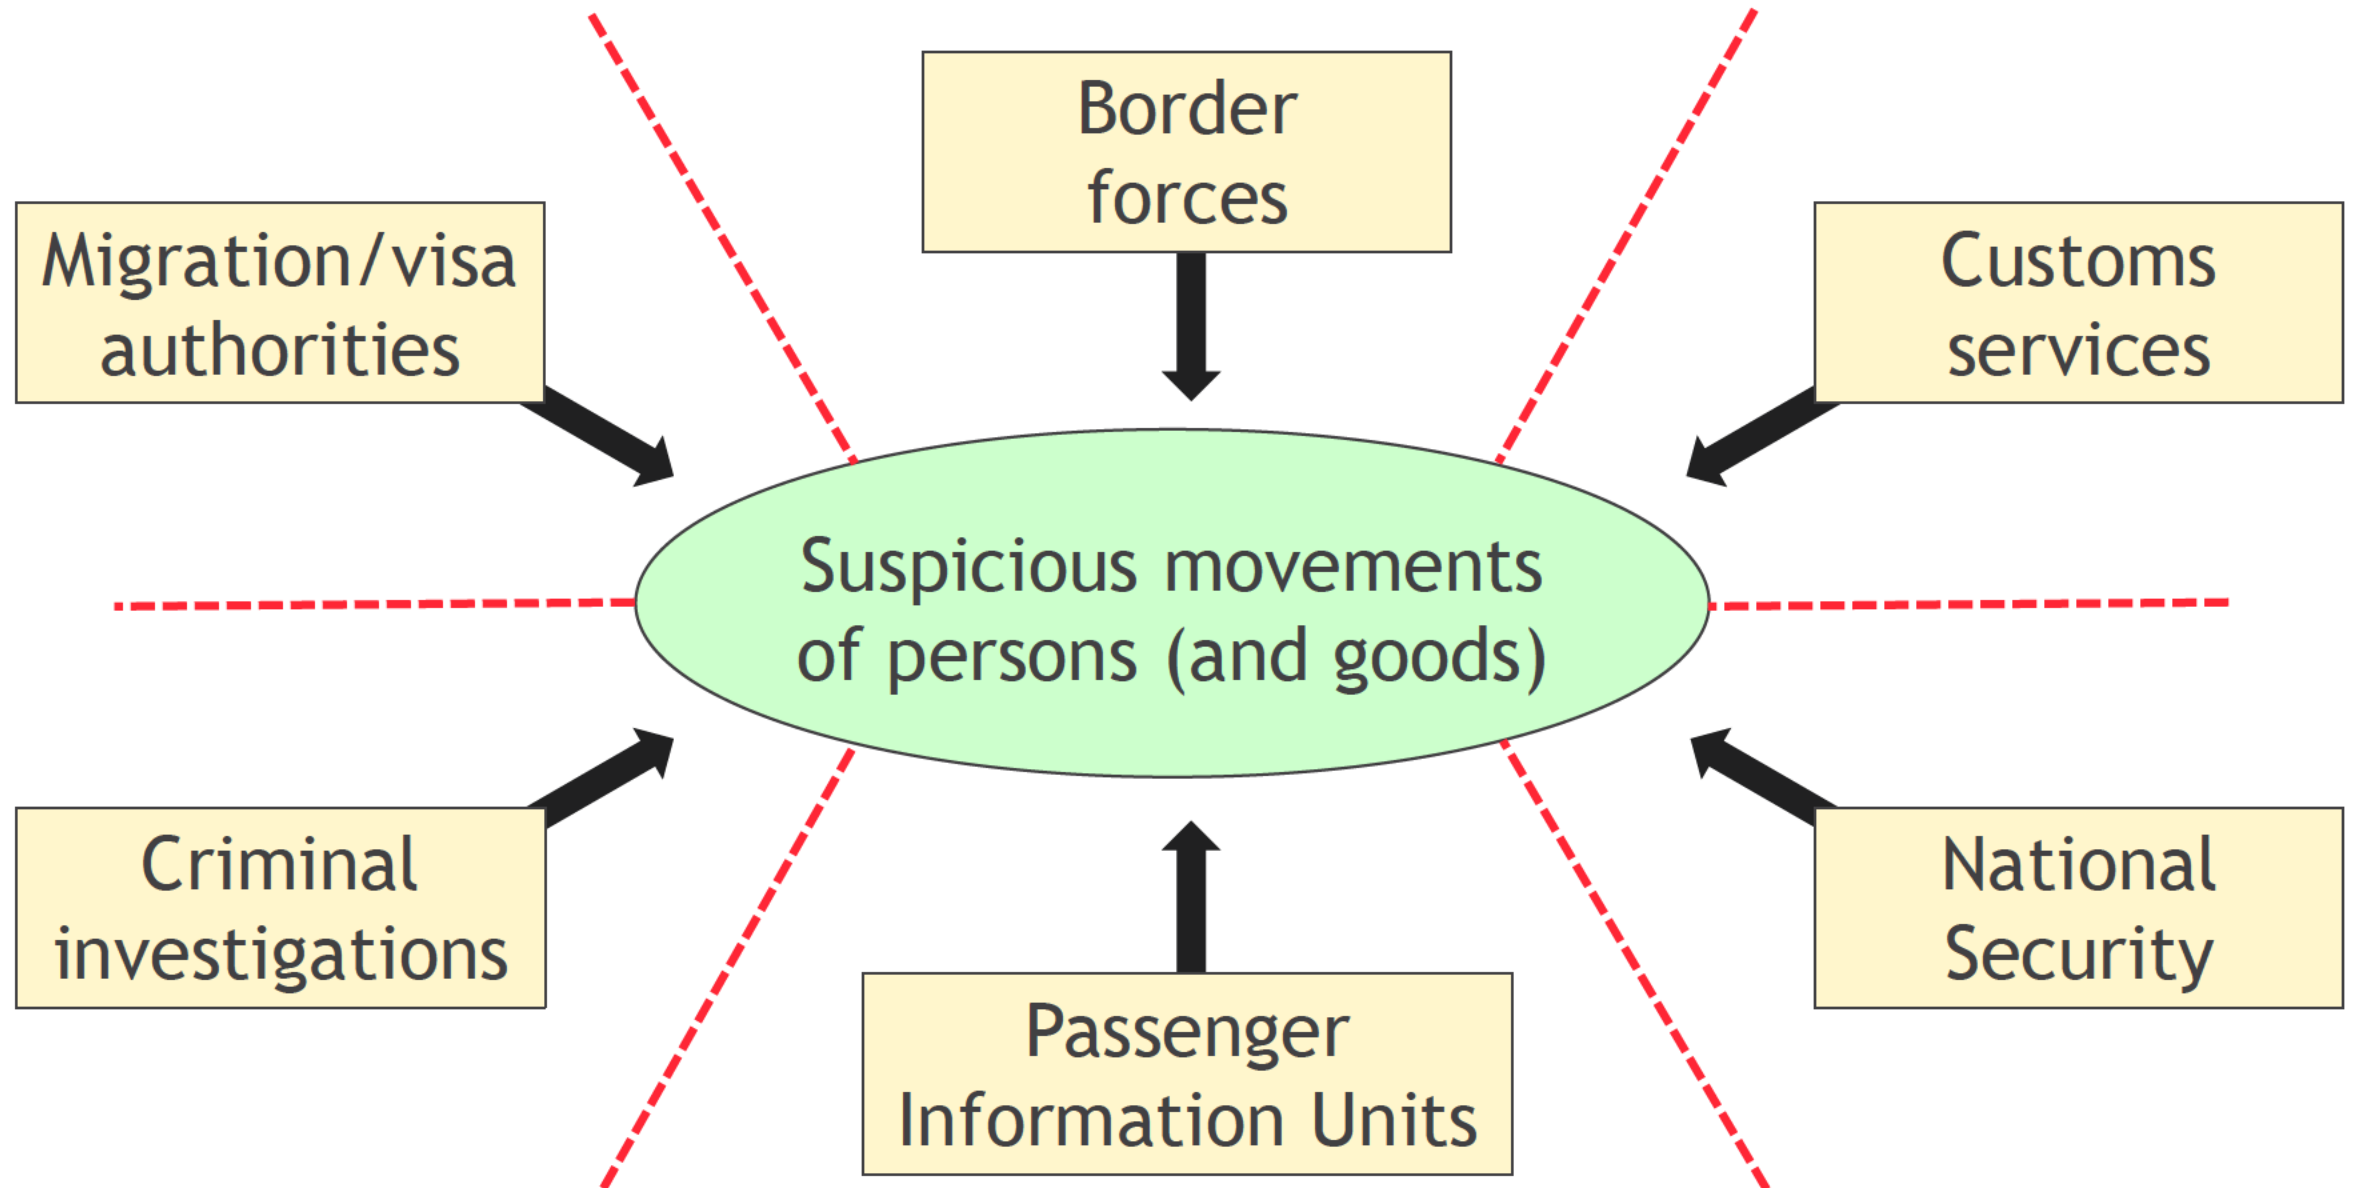 Border
forces
Migration/visa
authorities
Customs
services
Suspicious movements
of persons (and goods)
Criminal
investigations
National
Security
Passenger
Information Units